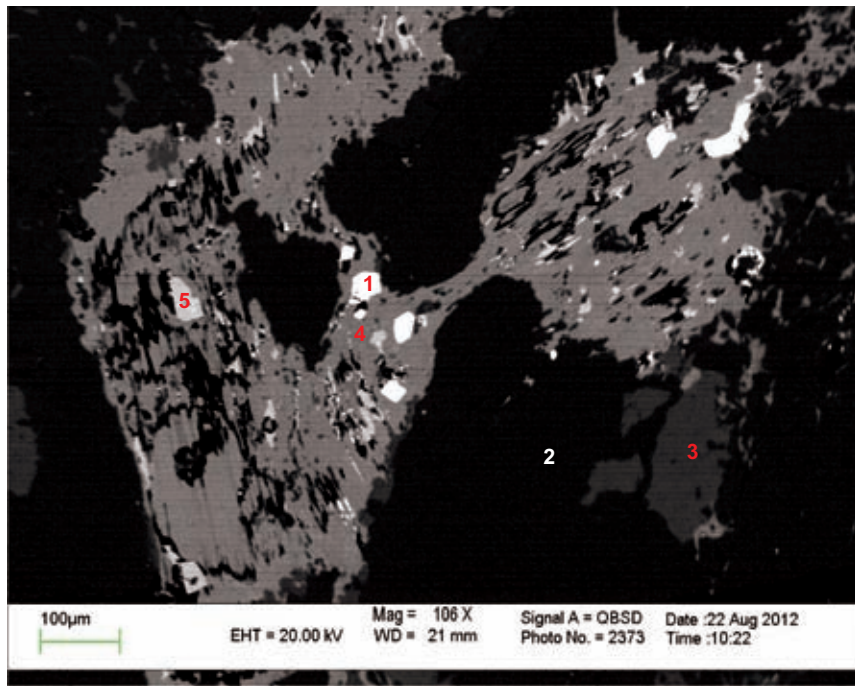 1
5
4
2
3
100µm
EHT = 20.00 kV
Mag = 106 X
WD = 21 mm
Signal A = QBSD
Photo No. = 2373
Date :22 Aug 2012
Time :10:22